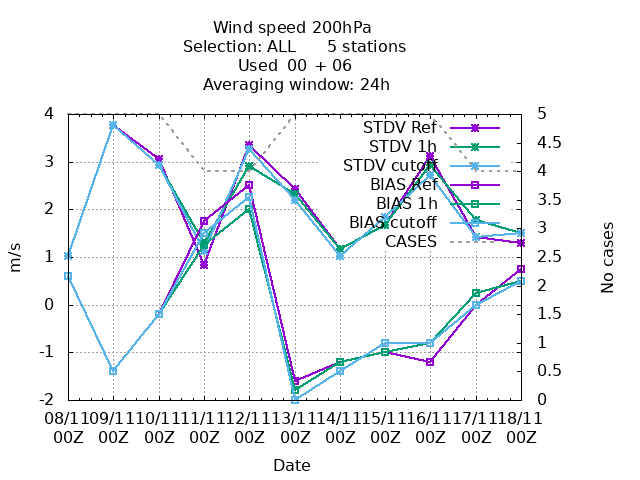 Wind speed 200hPa
Selection: ALL 5 stations
Used 00 + 06
Averaging window: 24h
4
3
2
1
0
-1
-2
m/s
5
4.5
4
3.5
3
2.5
2
1.5
1
0.5
0
No cases
STDV Ref
STDV 1h
STDV cutoff
BIAS Ref
BIAS 1h
BIAS cutoff
CASES
08/11 09/11 10/11 11/11 12/11 13/11 14/11 15/11 16/11 17/11 18/11
00Z 00Z 00Z 00Z 00Z 00Z 00Z 00Z 00Z 00Z 00Z
Date